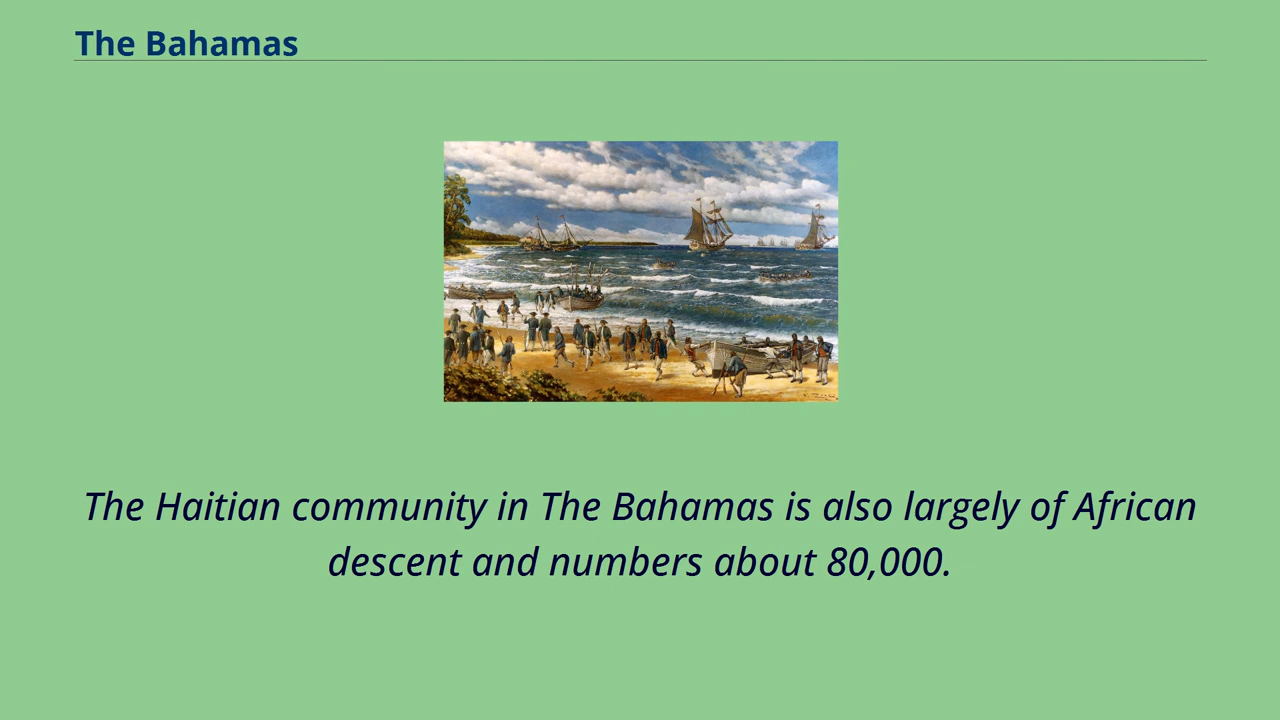 The Bahamas
The Haitian community in The Bahamas is also largely of African
descent and numbers about 80,000.